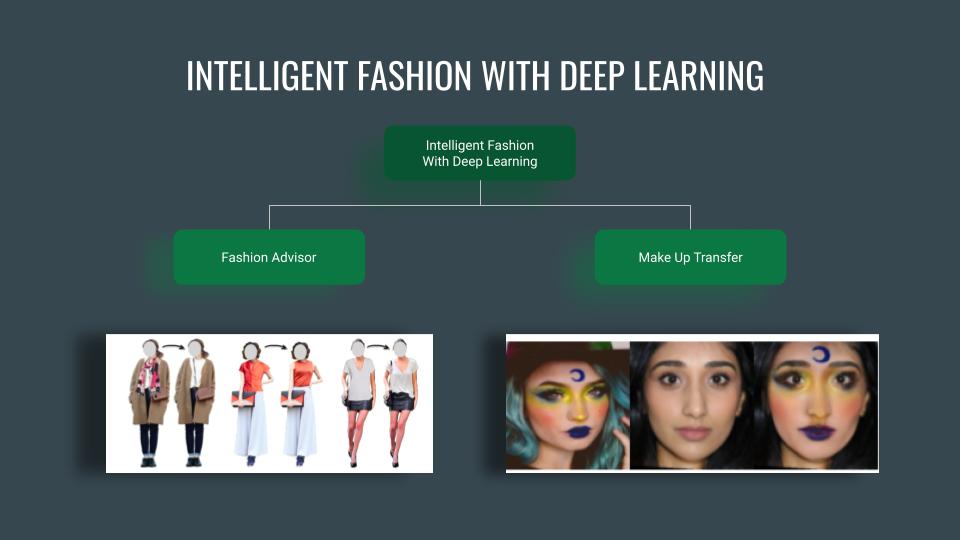 INTELLIGENT FASHION WITH DEEP LEARNING
Intelligent Fashion
With Deep Learning
Fashion Advisor
Make Up Transfer